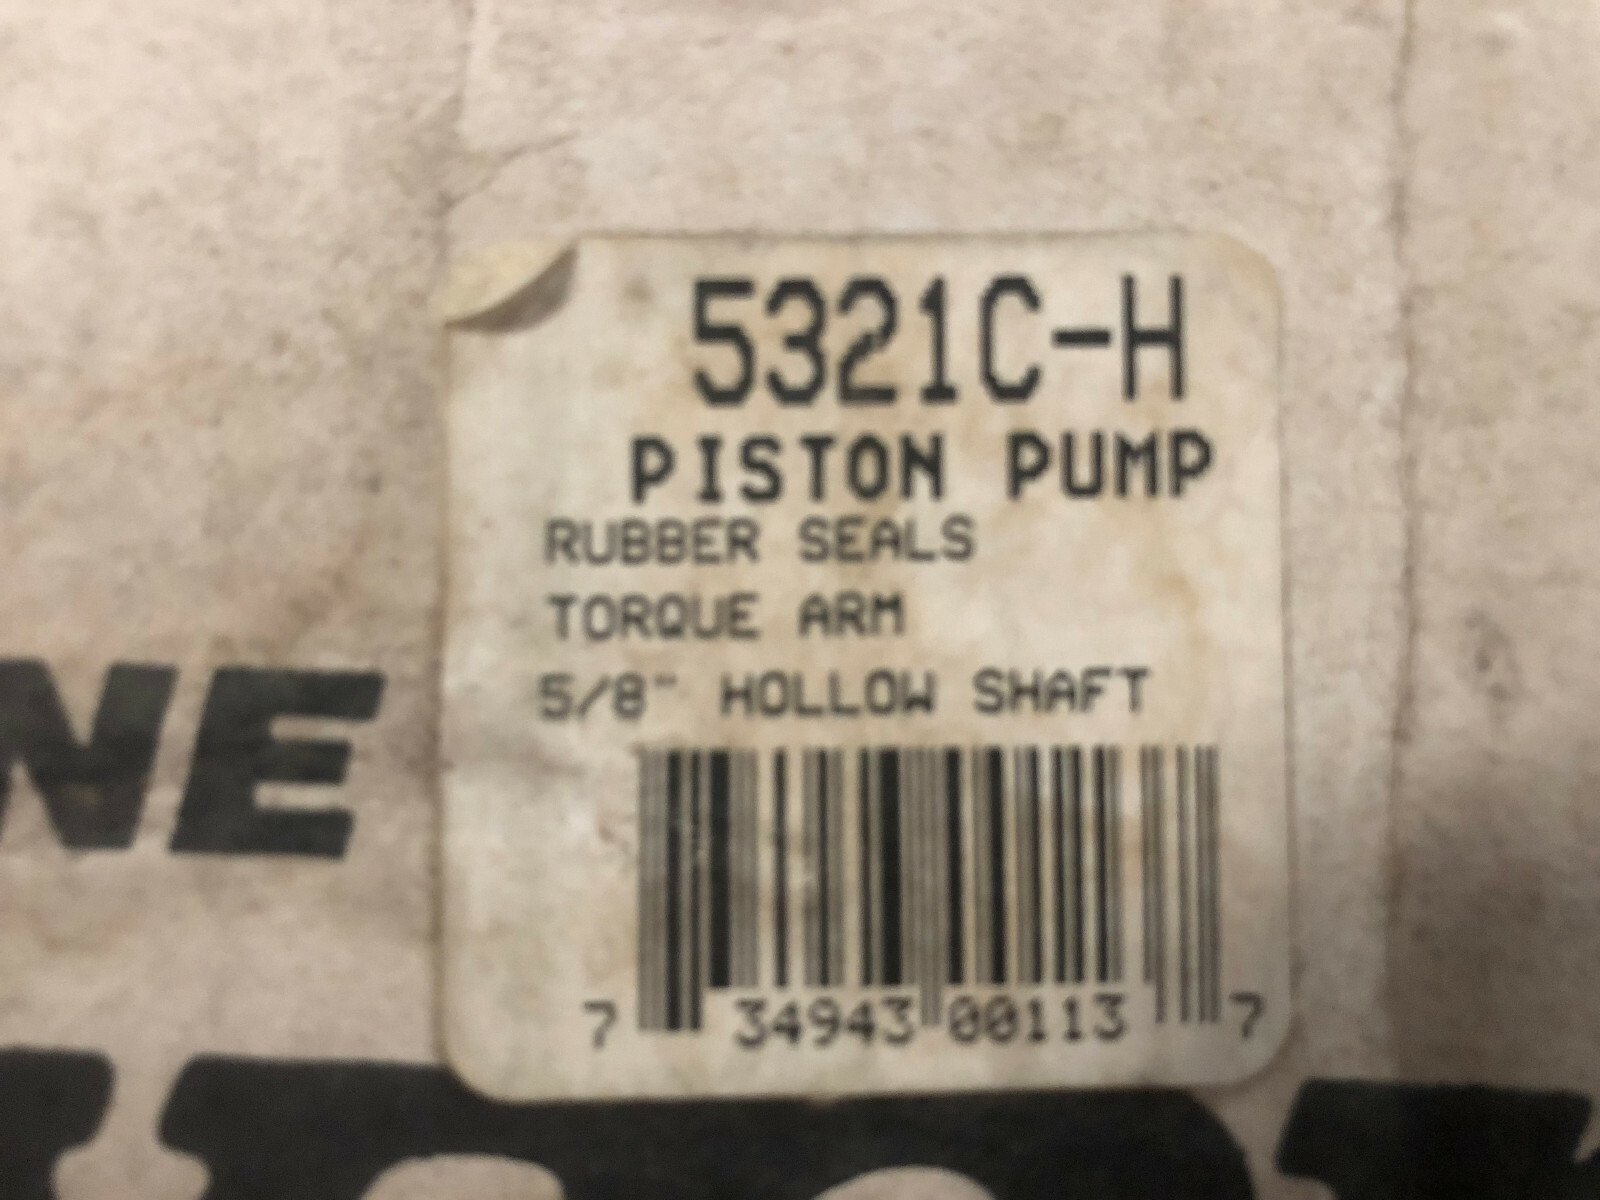 5321C-H
PISTON PUMP
RUBBER SEALS
TORQUE ARM
5/8" HOLLOW SHAFT
NE
7 34943 00113 7